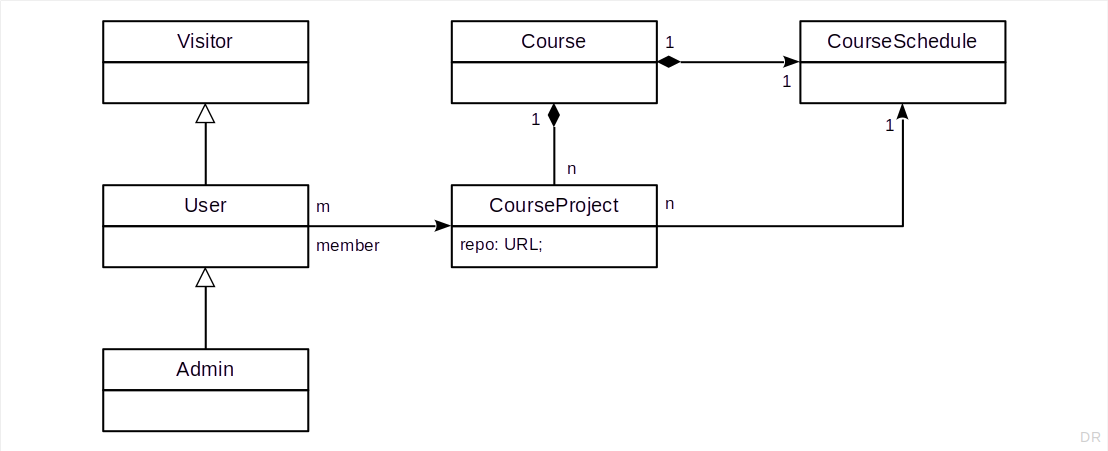 Visitor
Course
1
CourseSchedule
1
1
1
n
User
m
member
CourseProject
n
repo: URL;
Admin
DR